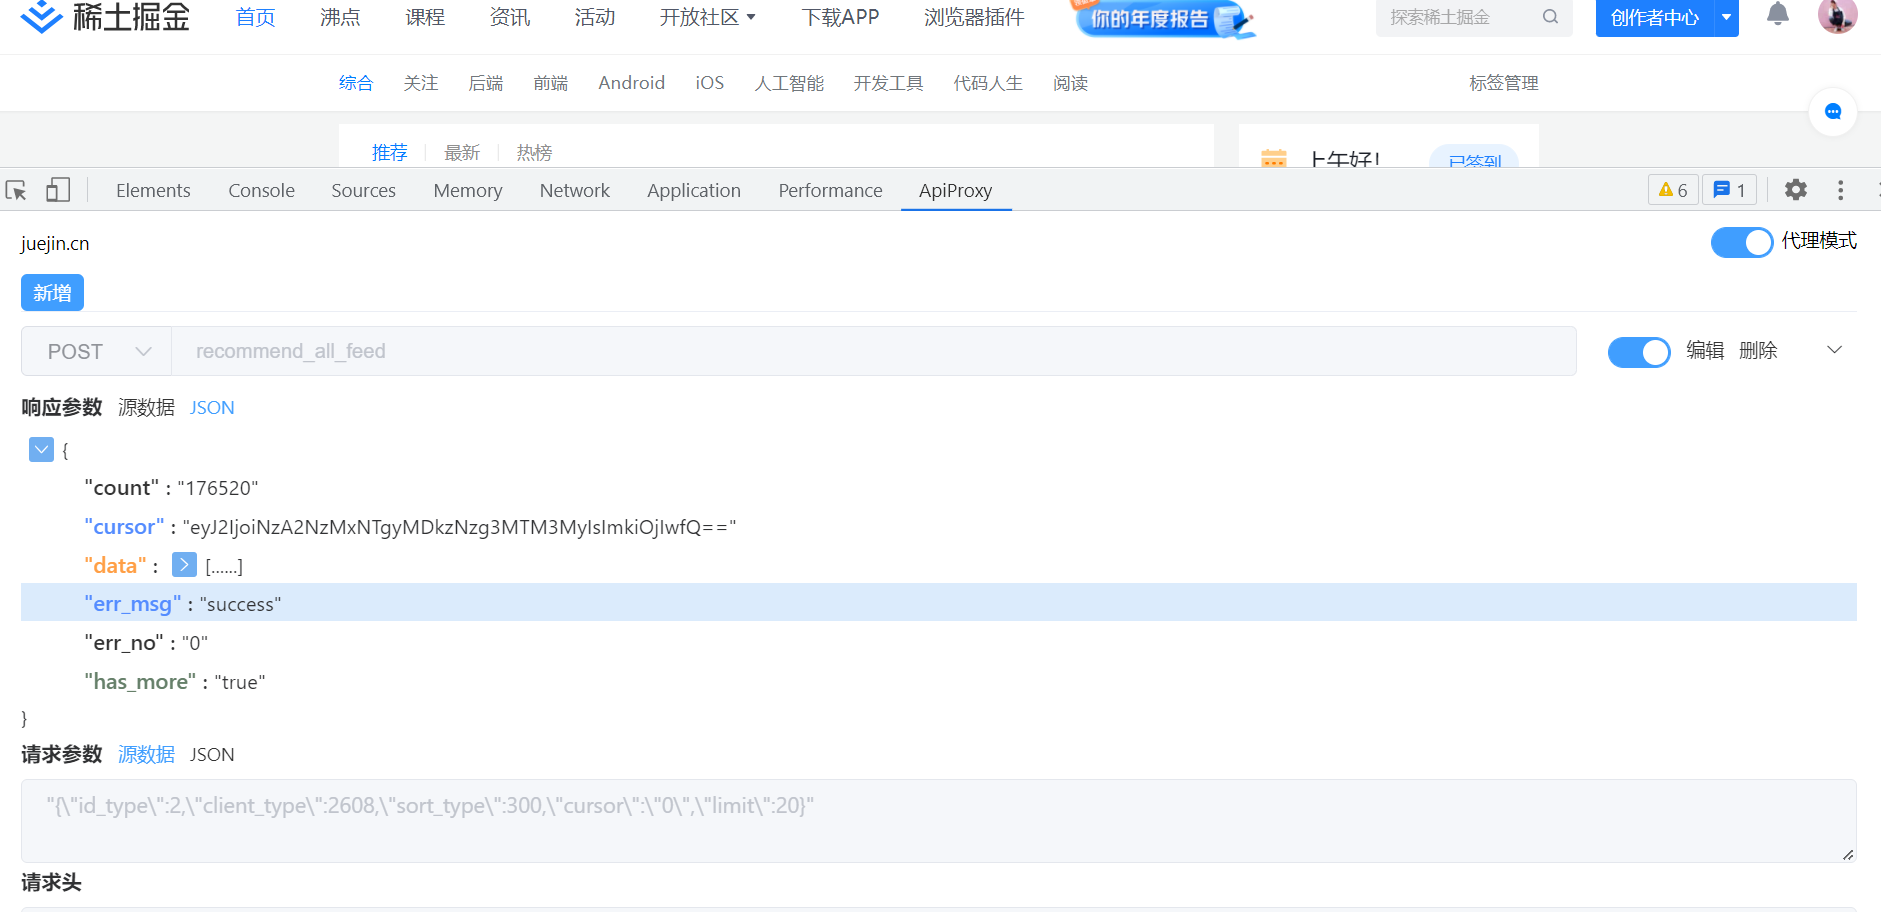 稀土掘金 首页 沸点 课程 资讯 活动 开放社区 下载APP 浏览器插件 你的年度报告 探索稀土掘金 创作者中心
综合 关注 后端 前端 Android iOS 人工智能 开发工具 代码人生 阅读 标签管理
推荐 最新 热榜 上午好! 已签到
Elements Console Sources Memory Network Application Performance ApiProxy 6 1
juejin.cn 代理模式
新增
POST recommend_all_feed 编辑 删除
响应参数 源数据 JSON
{
"count" : "176520"
"cursor" : "eyJ2IjoiNzA2NzMxNTgyMDkzNzg3MTM3MyIsImkiOjIwfQ=="
"data" : [......]
"err_msg" : "success"
"err_no" : "0"
"has_more" : "true"
}
请求参数 源数据 JSON
"{\"id_type\":2,\"client_type\":2608,\"sort_type\":300,\"cursor\":\"0\",\"limit\":20}"
请求头